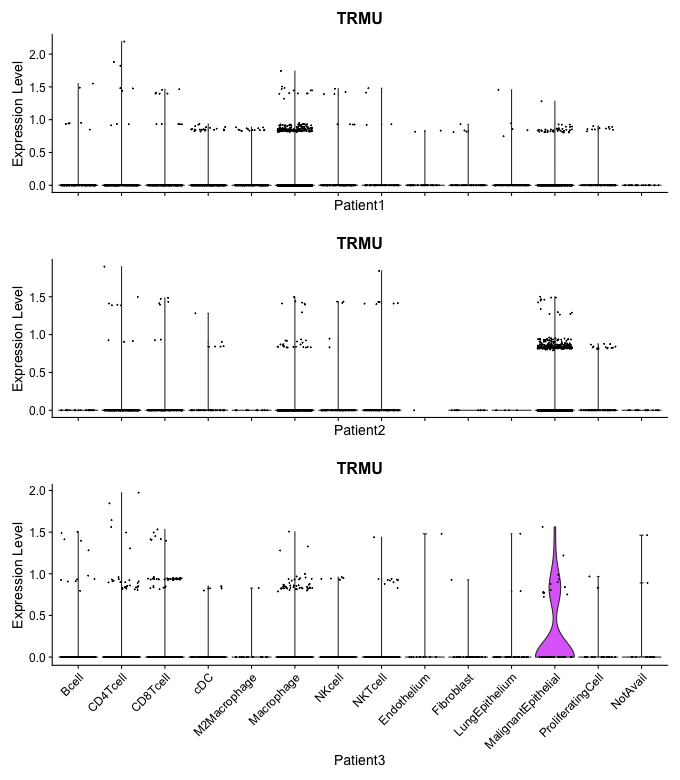 TRMU
Expression Level
2.0
1.5
1.0
0.5
0.0
Patient1
TRMU
Expression Level
1.5
1.0
0.5
0.0
Patient2
TRMU
Expression Level
2.0
1.5
1.0
0.5
0.0
Bcell
CD4Tcell
CD8Tcell
cDC
M2Macrophage
Macrophage
NKcell
NKTcell
Endothelium
Fibroblast
LungEpithelium
MalignantEpithelial
ProliferatingCell
NotAvail
Patient3